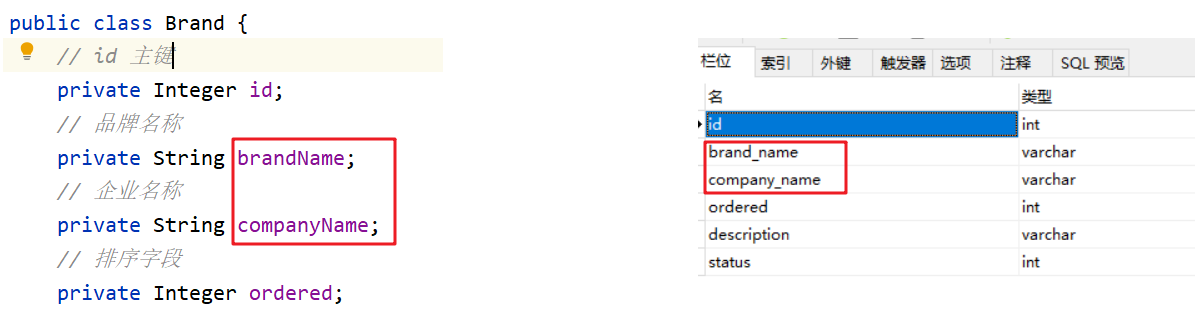 public class Brand {
// id 主键
private Integer id;
// 品牌名称
private String brandName;
// 企业名称
private String companyName;
// 排序字段
private Integer ordered;
栏位 索引 外键 触发器 选项 注释 SQL 预览
名 类型
id int
brand_name varchar
company_name varchar
ordered int
description varchar
status int